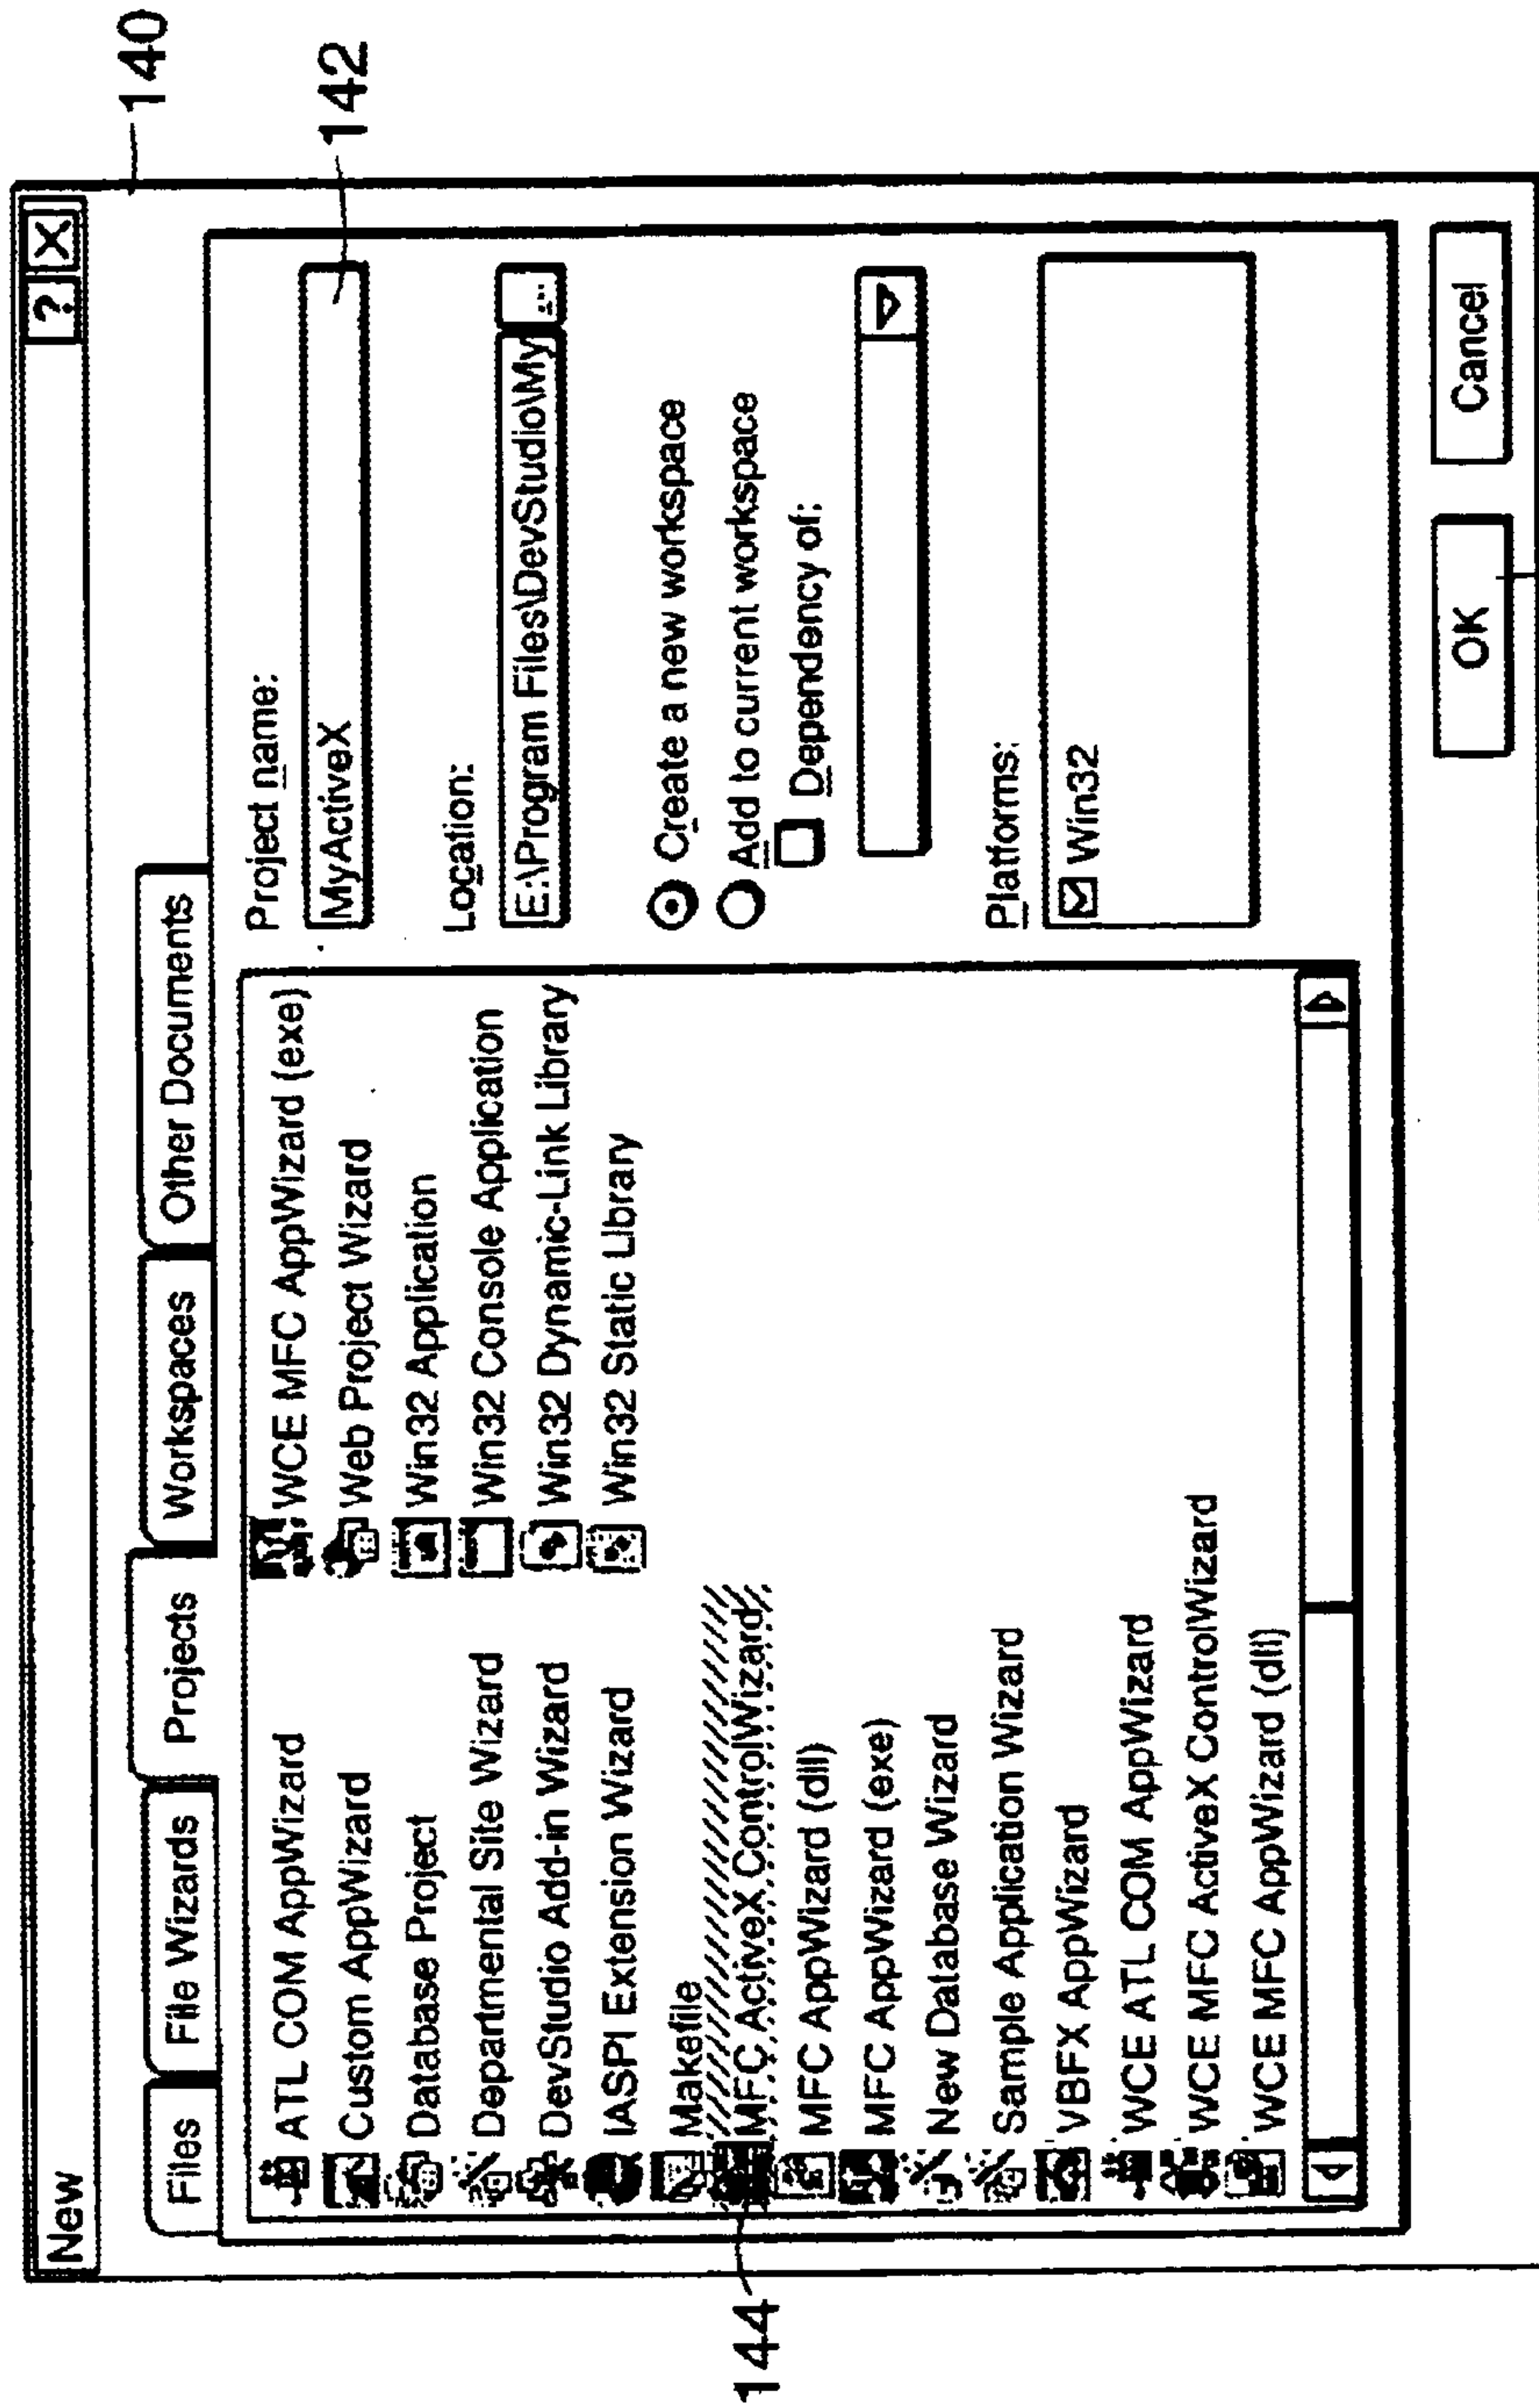 140
New ? X
Files File Wizards Projects Workspaces Other Documents
ATL COM AppWizard
Custom AppWizard
Database Project
Departmental Site Wizard
DevStudio Add-in Wizard
IASPI Extension Wizard
Makefile
MFC ActiveX ControlWizard
MFC AppWizard (dll)
MFC AppWizard (exe)
New Database Wizard
Sample Application Wizard
VBFX AppWizard
WCE ATL COM AppWizard
WCE MFC ActiveX ControlWizard
WCE MFC AppWizard (dll)
WCE MFC AppWizard (exe)
Web Project Wizard
Win32 Application
Win32 Console Application
Win32 Dynamic-Link Library
Win32 Static Library
144
Project name:
MyActiveX
142
Location:
E:\Program Files\DevStudio\My ...
Create a new workspace
Add to current workspace
Dependency of:
Platforms:
Win32
OK Cancel